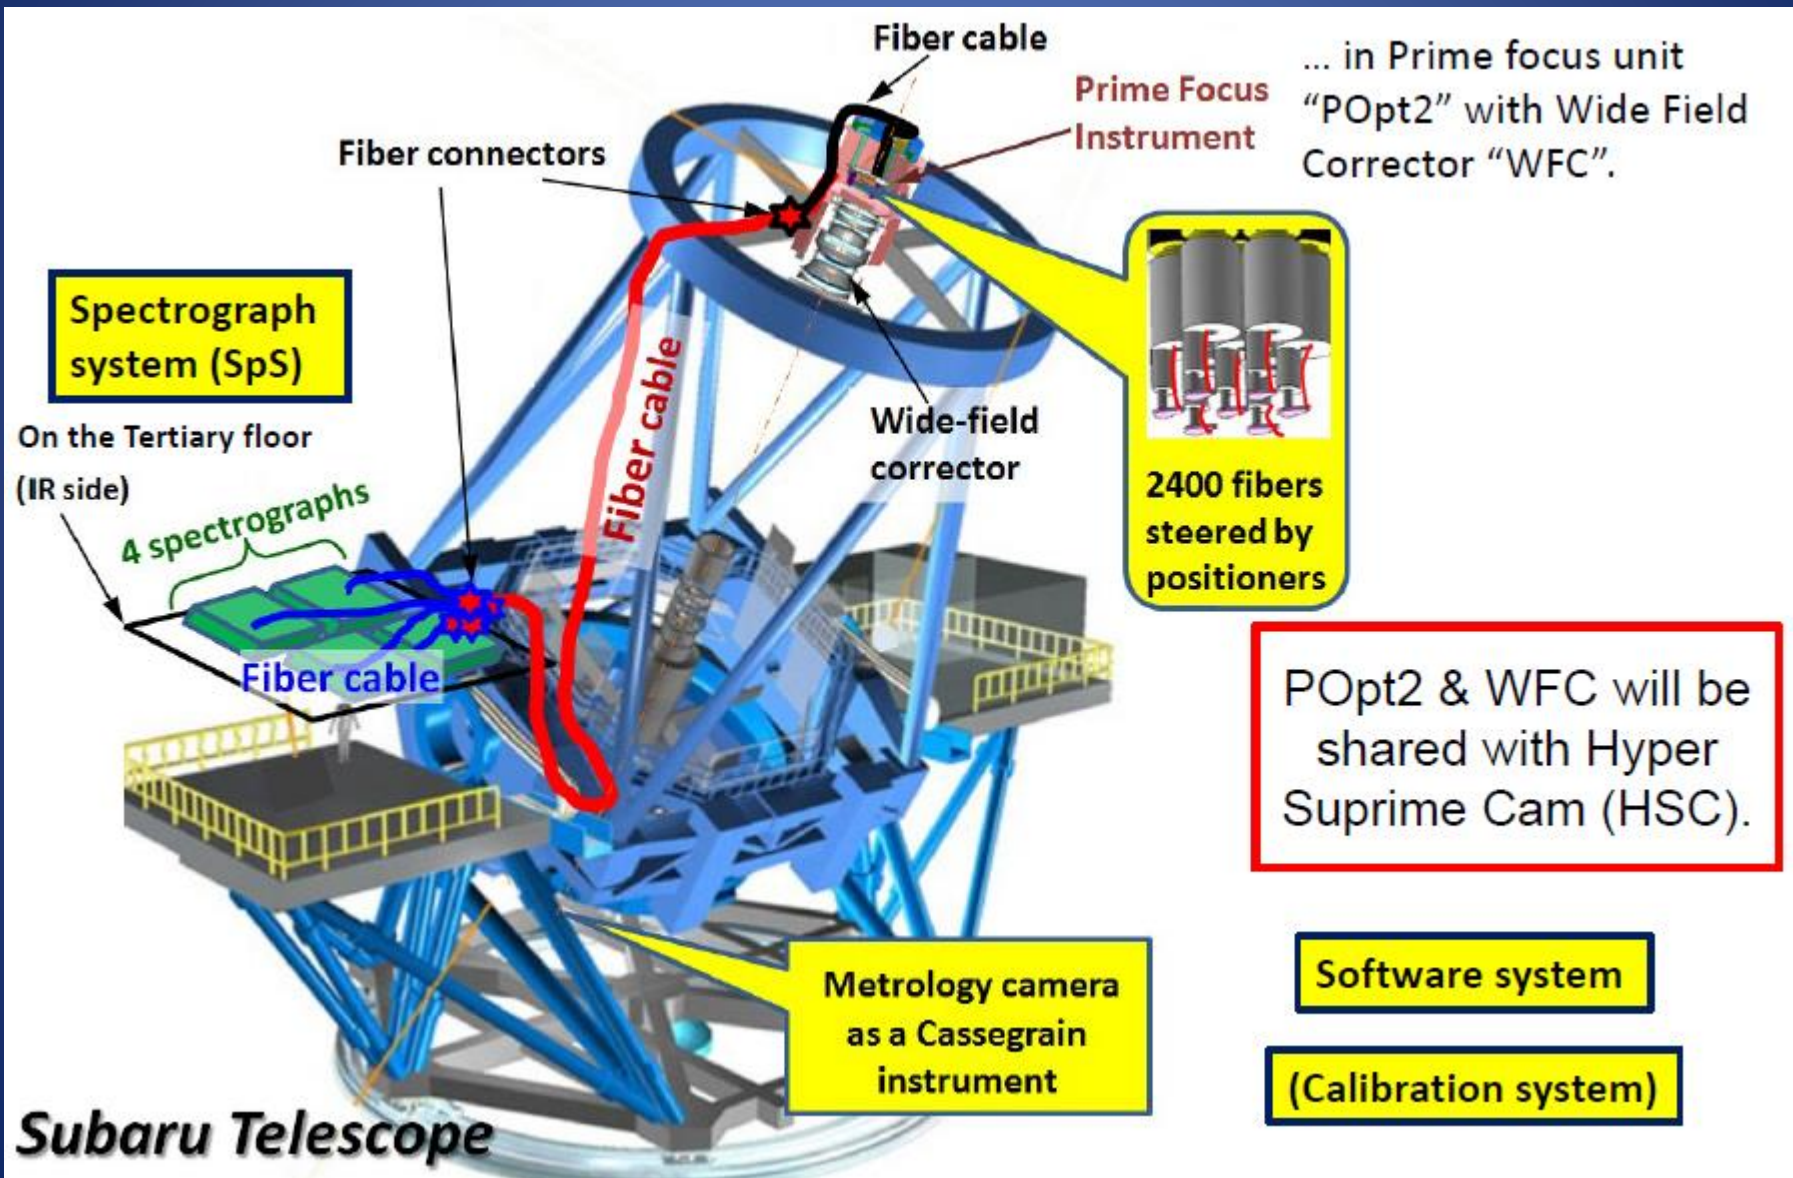 Fiber cable
... in Prime focus unit
“POpt2” with Wide Field
Corrector “WFC”.
Prime Focus
Instrument
Fiber connectors
Spectrograph
system (SpS)
On the Tertiary floor
(IR side)
4 spectrographs
Fiber cable
Wide-field
corrector
2400 fibers
steered by
positioners
Fiber cable
POpt2 & WFC will be
shared with Hyper
Suprime Cam (HSC).
Metrology camera
as a Cassegrain
instrument
Software system
(Calibration system)
Subaru Telescope